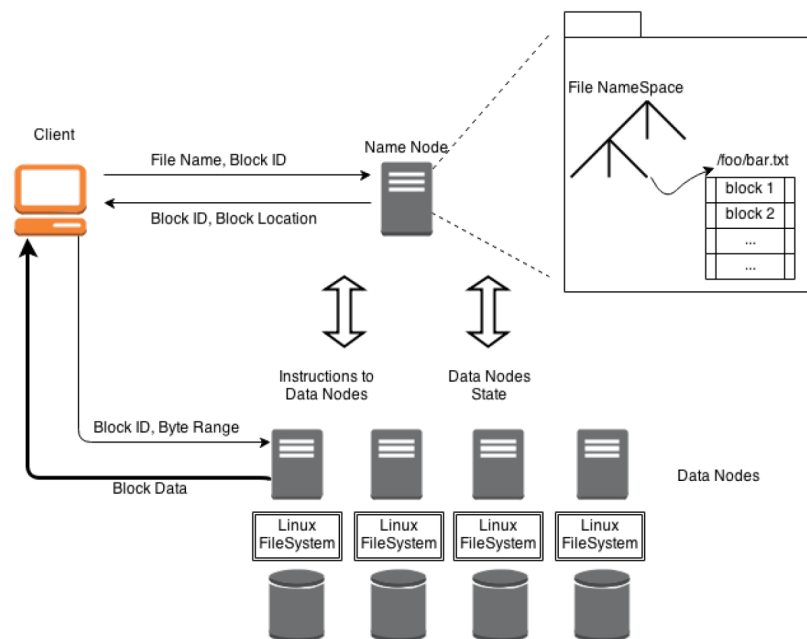 File NameSpace
Client
Name Node
File Name, Block ID
/foo/bar.txt
block 1
Block ID, Block Location
block 2
...
...
Instructions to
Data Nodes
Data Nodes
State
Block ID, Byte Range
Block Data
Data Nodes
Linux
FileSystem
Linux
FileSystem
Linux
FileSystem
Linux
FileSystem